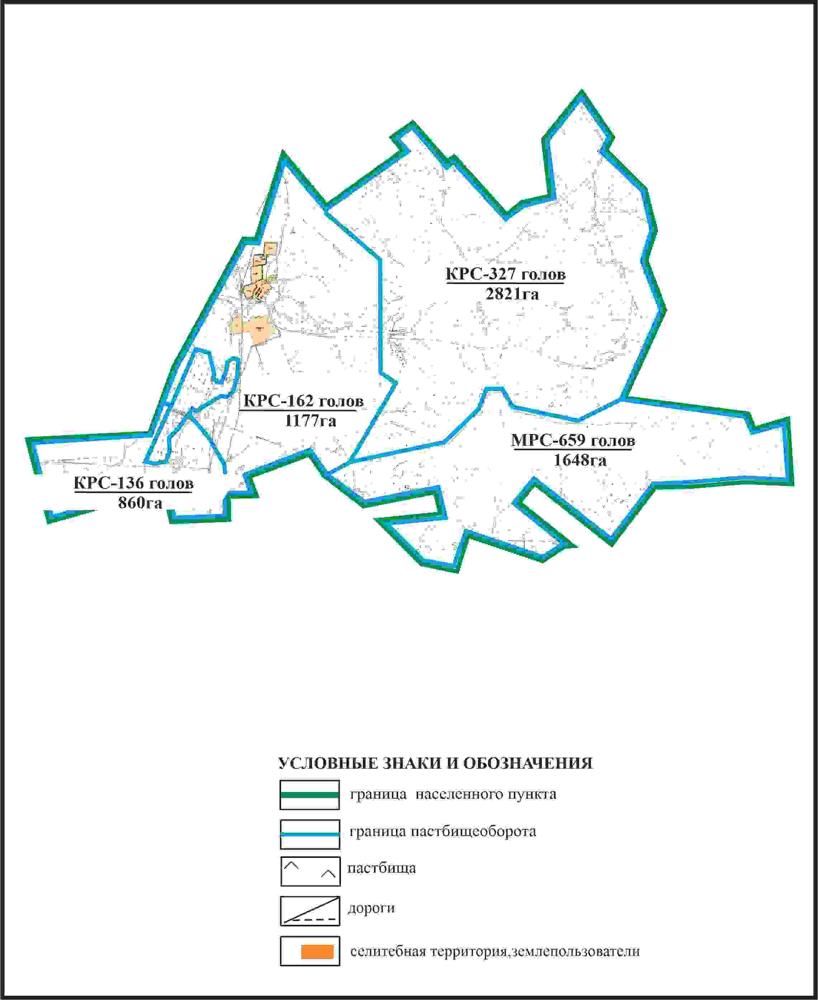 КРС-327 голов
2821га
КРС-162 голов
1177га
МРС-659 голов
1648га
КРС-136 голов
860га
УСЛОВНЫЕ ЗНАКИ И ОБОЗНАЧЕНИЯ
граница населенного пункта
граница пастбищеоборота
пастбища
дороги
селитебная территория,землепользователи